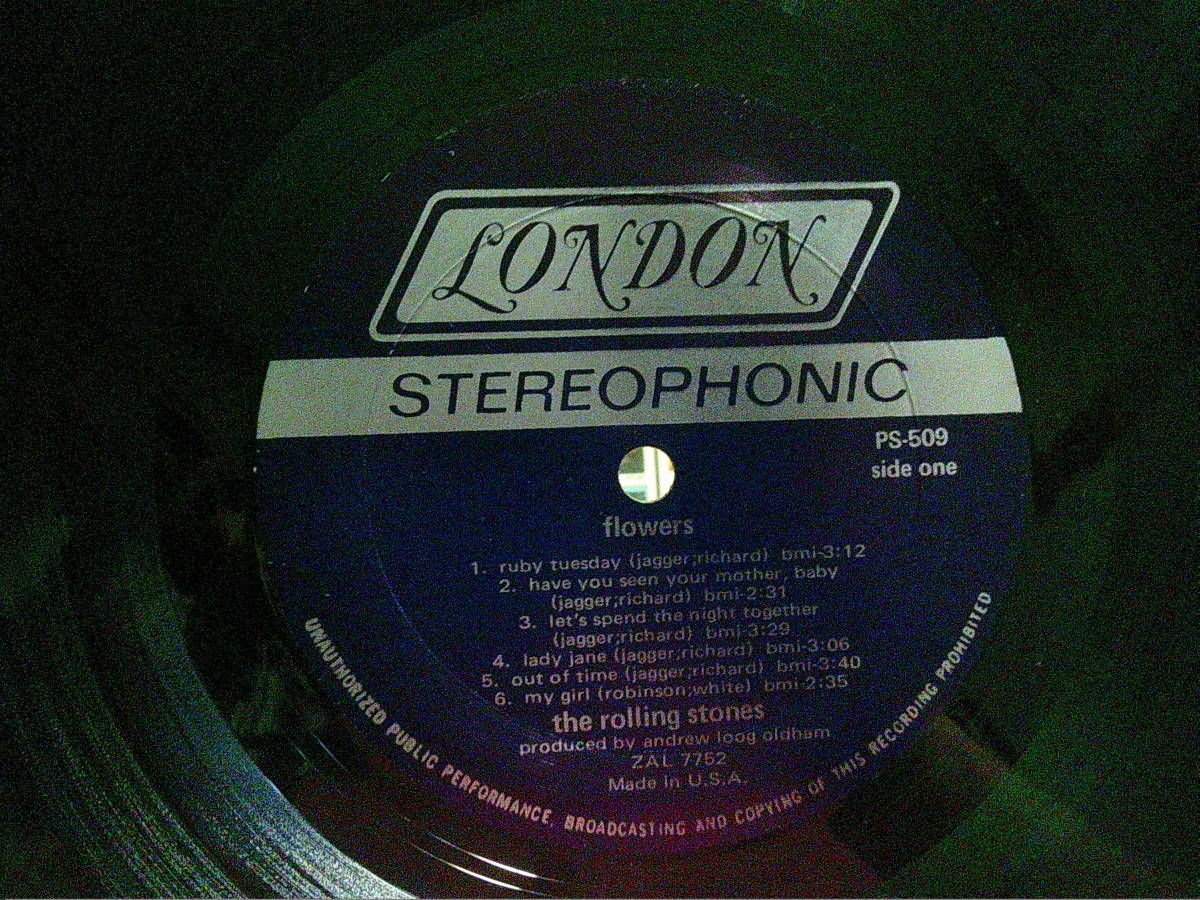 LONDON
STEREOPHONIC
PS-509
side one
flowers
1. ruby tuesday (jagger;richard) bmi-3:12
2. have you seen your mother, baby
(jagger;richard) bmi-2:31
3. let's spend the night together
(jagger;richard) bmi-3:29
4. lady jane (jagger;richard) bmi-3:06
5. out of time (jagger;richard) bmi-3:40
6. my girl (robinson;white) bmi-2:35
the rolling stones
produced by andrew loog oldham
ZAL 7752
Made In U.S.A.
UNAUTHORIZED PUBLIC PERFORMANCE, BROADCASTING AND COPYING OF THIS RECORDING PROHIBITED